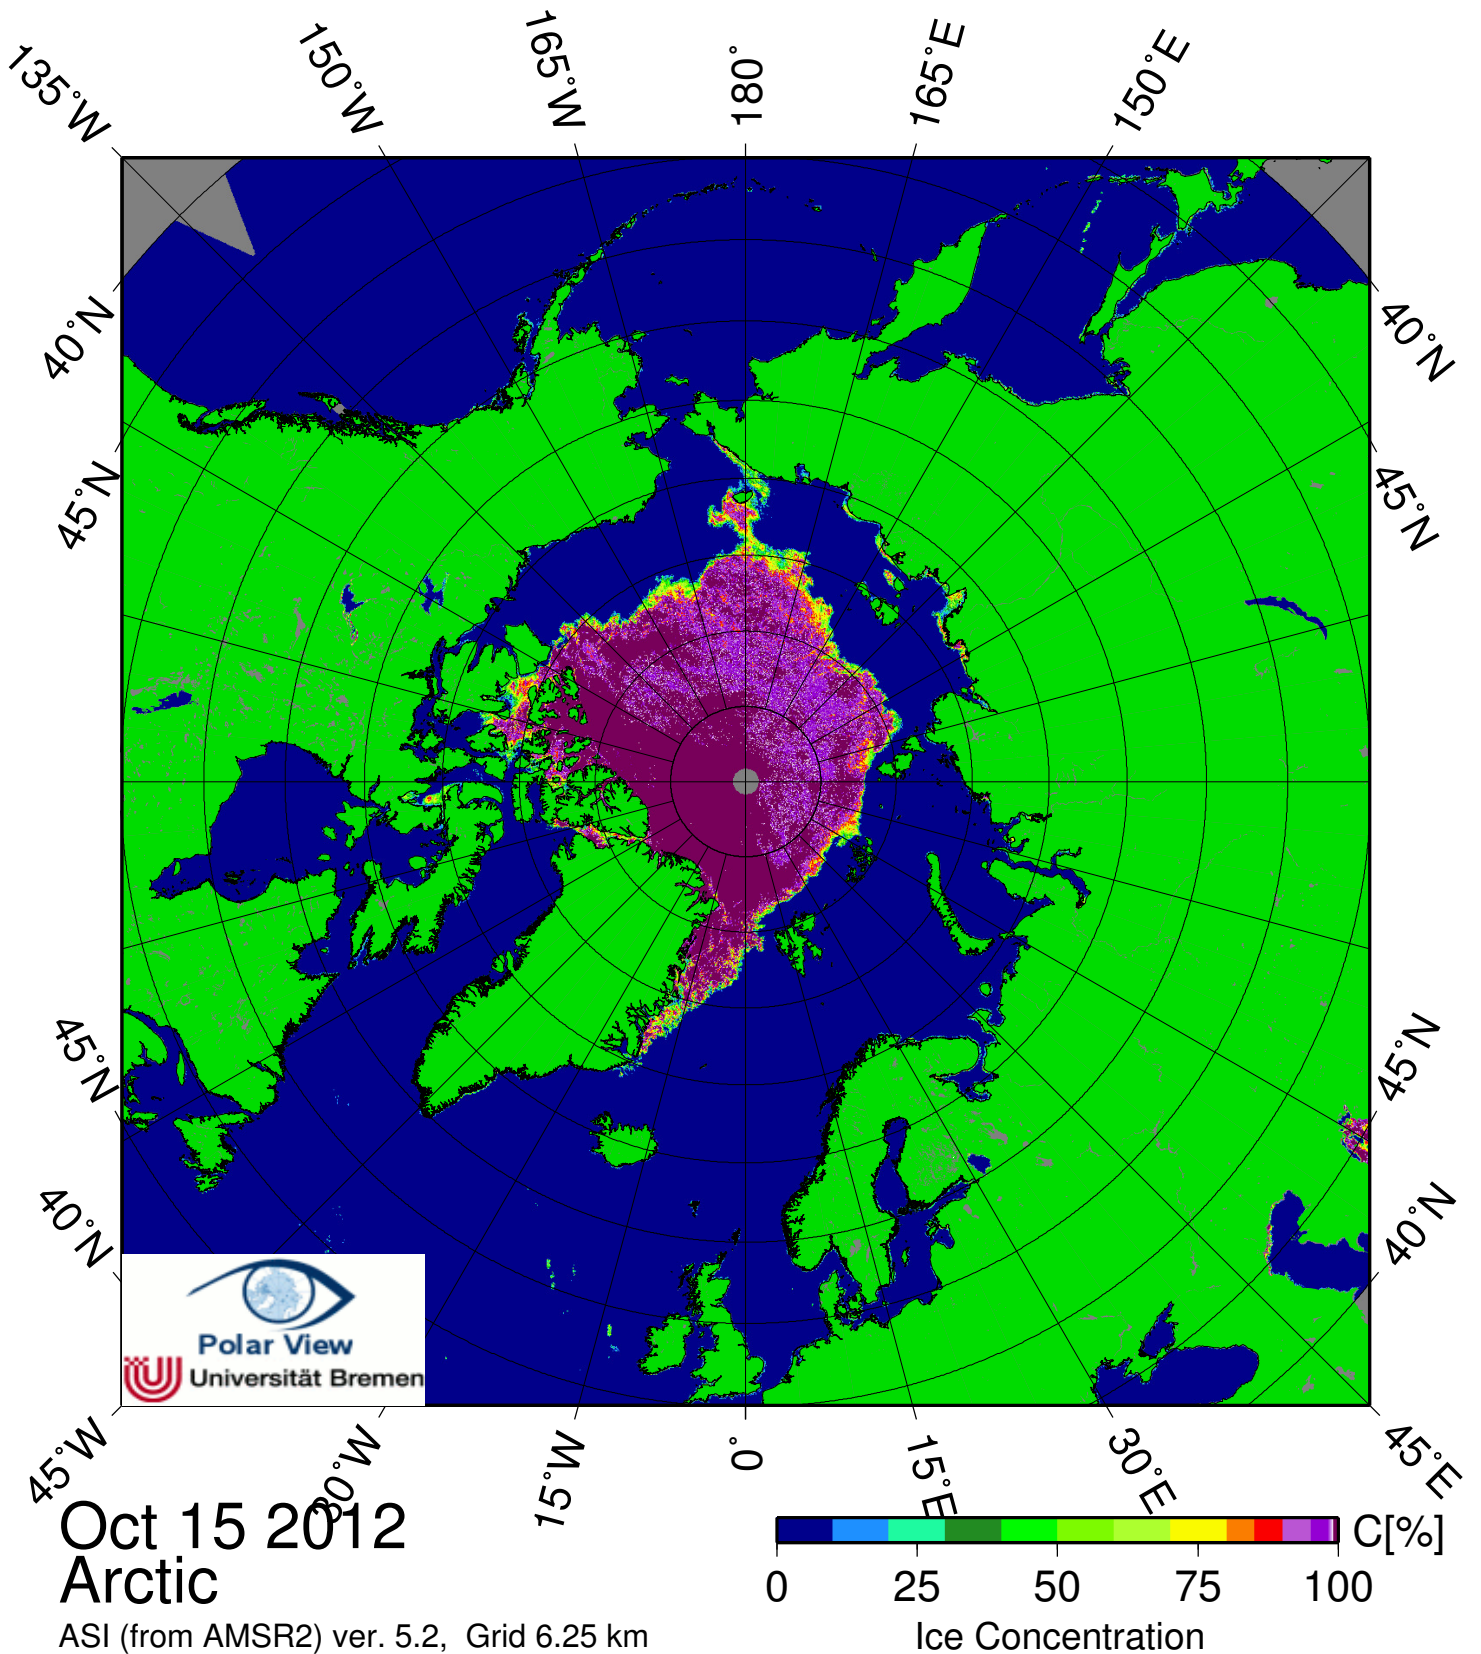 135°W
150°W
165°W
180°
165°E
150°E
40°N
40°N
45°N
45°N
45°N
45°N
40°N
40°N
Polar View
Universität Bremen
45°W
30°W
15°W
0°
15°E
30°E
45°E
Oct 15 2012
Arctic
ASI (from AMSR2) ver. 5.2, Grid 6.25 km
C[%]
0 25 50 75 100
Ice Concentration